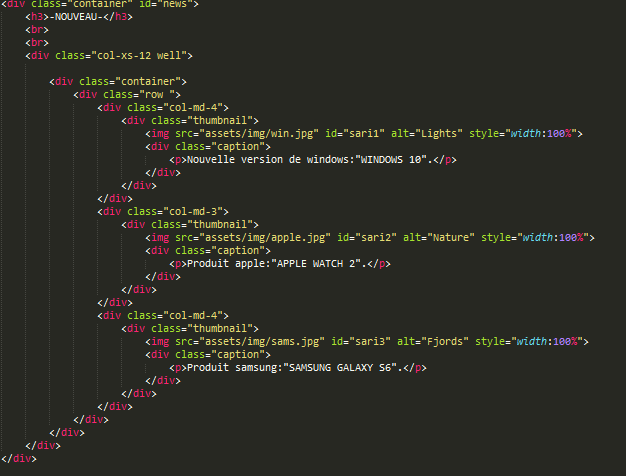 <div class="container" id="news">
<h3>-NOUVEAU-</h3>
<br>
<br>
<div class="col-xs-12 well">
<div class="container">
<div class="row ">
<div class="col-md-4">
<div class="thumbnail">
<img src="assets/img/win.jpg" id="sari1" alt="Lights" style="width:100%">
<div class="caption">
<p>Nouvelle version de windows:"WINDOWS 10".</p>
</div>
</div>
</div>
<div class="col-md-3">
<div class="thumbnail">
<img src="assets/img/apple.jpg" id="sari2" alt="Nature" style="width:100%">
<div class="caption">
<p>Produit apple:"APPLE WATCH 2".</p>
</div>
</div>
</div>
<div class="col-md-4">
<div class="thumbnail">
<img src="assets/img/sams.jpg" id="sari3" alt="Fjords" style="width:100%">
<div class="caption">
<p>Produit samsung:"SAMSUNG GALAXY S6".</p>
</div>
</div>
</div>
</div>
</div>
</div>
</div>